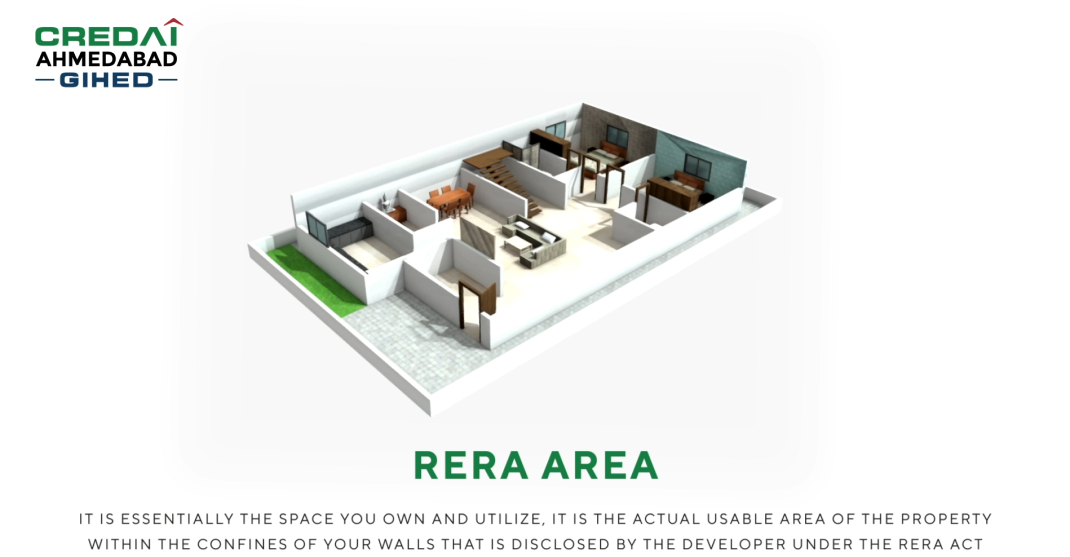 CREDAI
AHMEDABAD
GIHED
RERA AREA
IT IS ESSENTIALLY THE SPACE YOU OWN AND UTILIZE, IT IS THE ACTUAL USABLE AREA OF THE PROPERTY
WITHIN THE CONFINES OF YOUR WALLS THAT IS DISCLOSED BY THE DEVELOPER UNDER THE RERA ACT